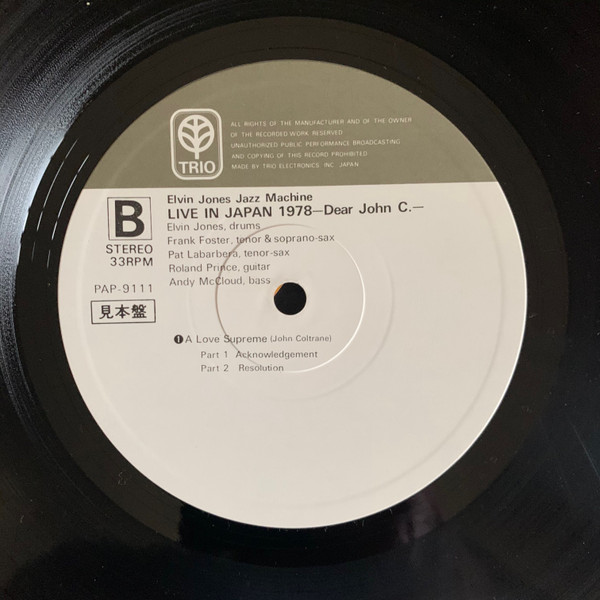 TRIO
ALL RIGHTS OF THE MANUFACTURER AND OF THE OWNER
OF THE RECORDED WORK RESERVED
UNAUTHORIZED PUBLIC PERFORMANCE BROADCASTING
AND COPYING OF THIS RECORD PROHIBITED
MADE BY TRIO ELECTRONICS. INC. JAPAN
B
STEREO
33RPM
PAP-9111
見本盤
Elvin Jones Jazz Machine
LIVE IN JAPAN 1978—Dear John C.—
Elvin Jones, drums
Frank Foster, tenor & soprano-sax
Pat Labarbera, tenor-sax
Roland Prince, guitar
Andy McCloud, bass
❶ A Love Supreme (John Coltrane)
Part 1 Acknowledgement
Part 2 Resolution